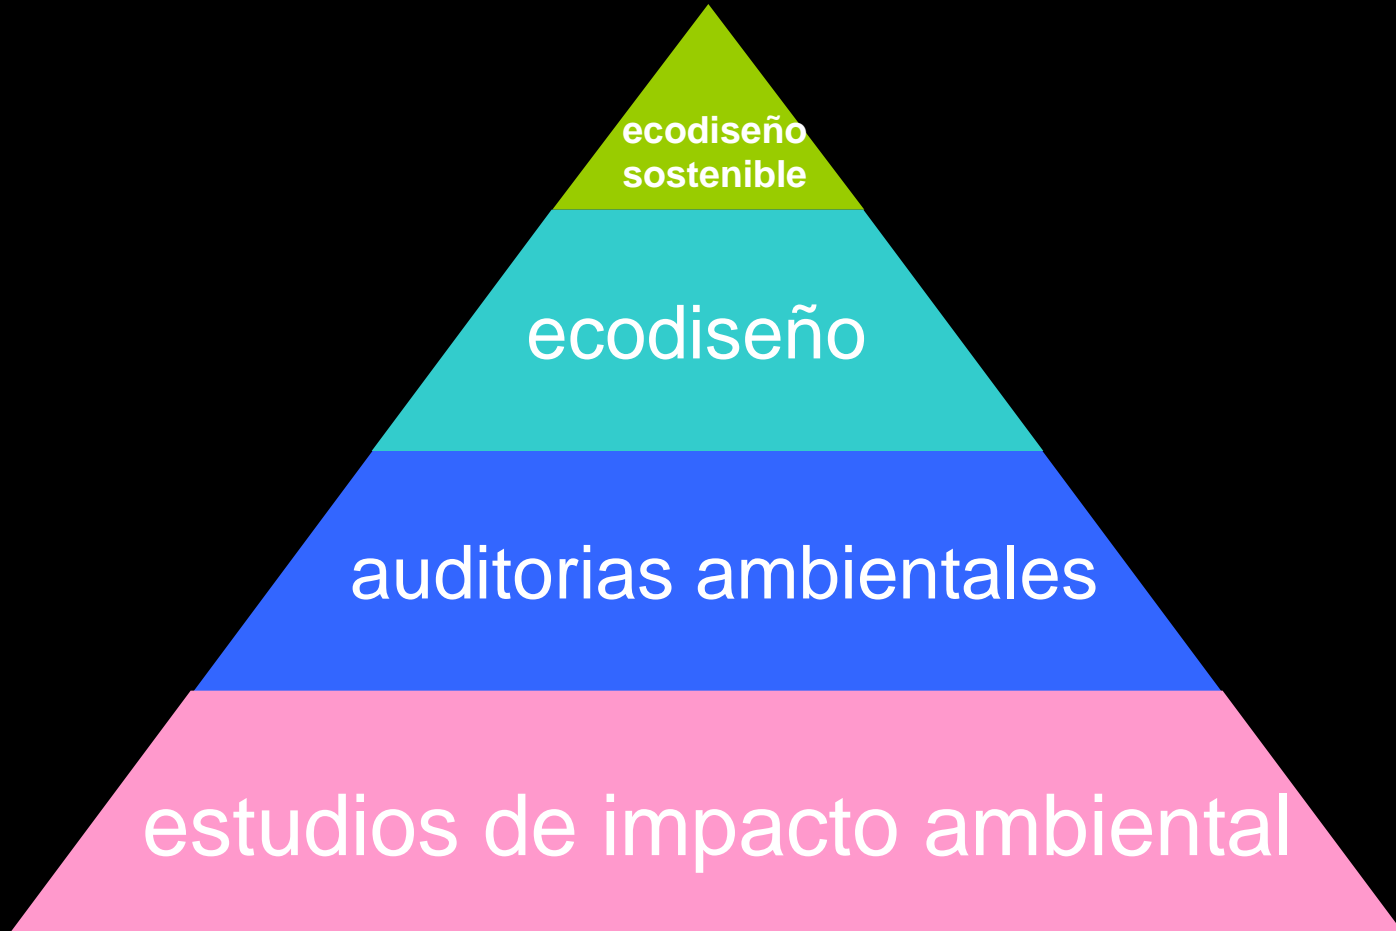 ecodiseño
sostenible
ecodiseño
auditorias ambientales
estudios de impacto ambiental